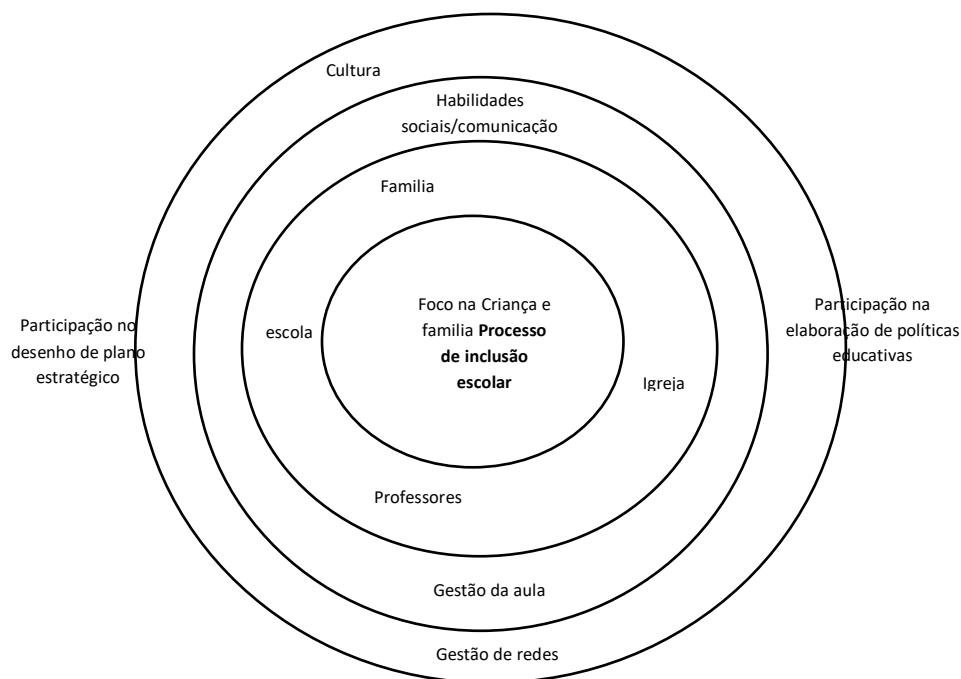 Cultura
Habilidades
sociais/comunicação
Familia
Foco na Criança e
familia Processo
de inclusão
escolar
escola
Igreja
Participação no
desenho de plano
estratégico
Participação na
elaboração de políticas
educativas
Professores
Gestão da aula
Gestão de redes